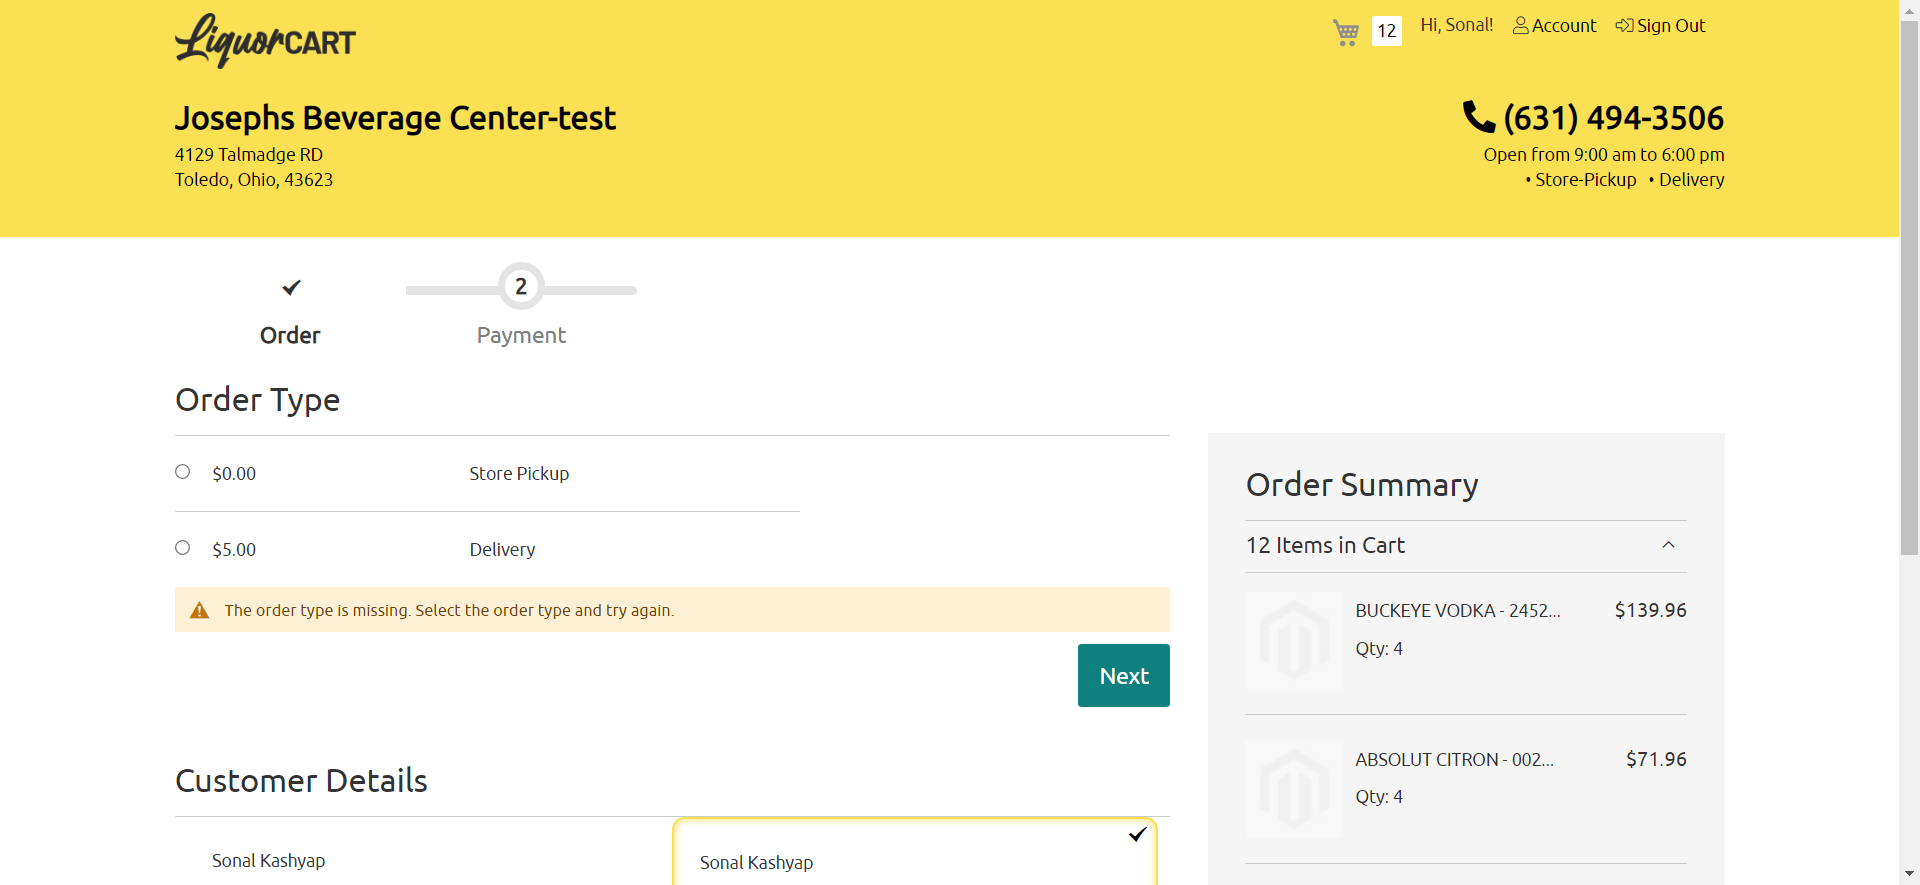 LiquorCART
12
Hi, Sonal!
Account
Sign Out
Josephs Beverage Center-test
4129 Talmadge RD
Toledo, Ohio, 43623
(631) 494-3506
Open from 9:00 am to 6:00 pm
• Store-Pickup • Delivery
Order
2
Payment
Order Type
$0.00 Store Pickup
$5.00 Delivery
The order type is missing. Select the order type and try again.
Next
Customer Details
Sonal Kashyap
Sonal Kashyap
Order Summary
12 Items in Cart
BUCKEYE VODKA - 2452... $139.96
Qty: 4
ABSOLUT CITRON - 002... $71.96
Qty: 4